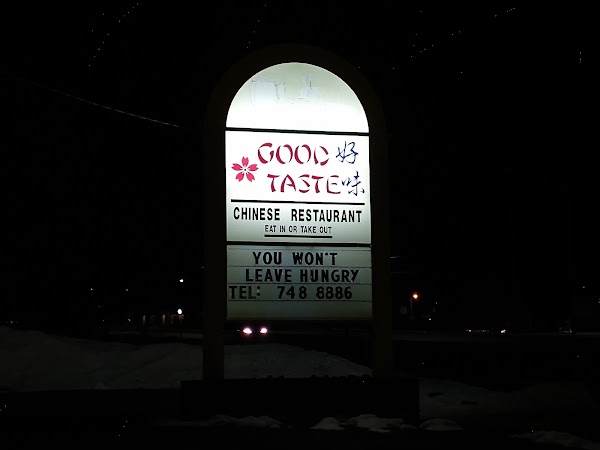 GOOD 好
TASTE 味
CHINESE RESTAURANT
EAT IN OR TAKE OUT
YOU WON'T
LEAVE HUNGRY
TEL: 748 8886